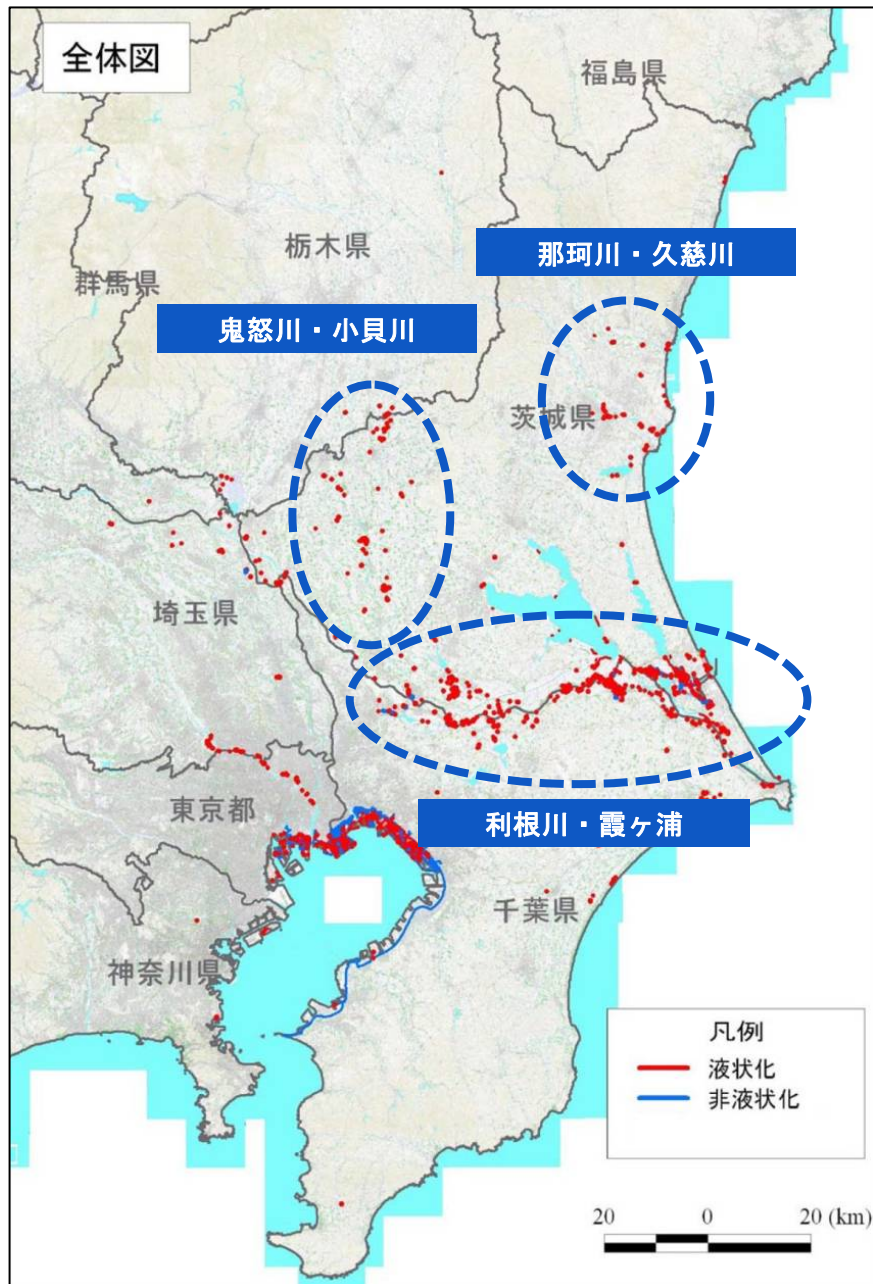 全体図
福島県
栃木県
那珂川・久慈川
群馬県
鬼怒川・小貝川
茨城県
埼玉県
東京都
利根川・霞ヶ浦
千葉県
神奈川県
凡例
液状化
非液状化
20 0 20 (km)